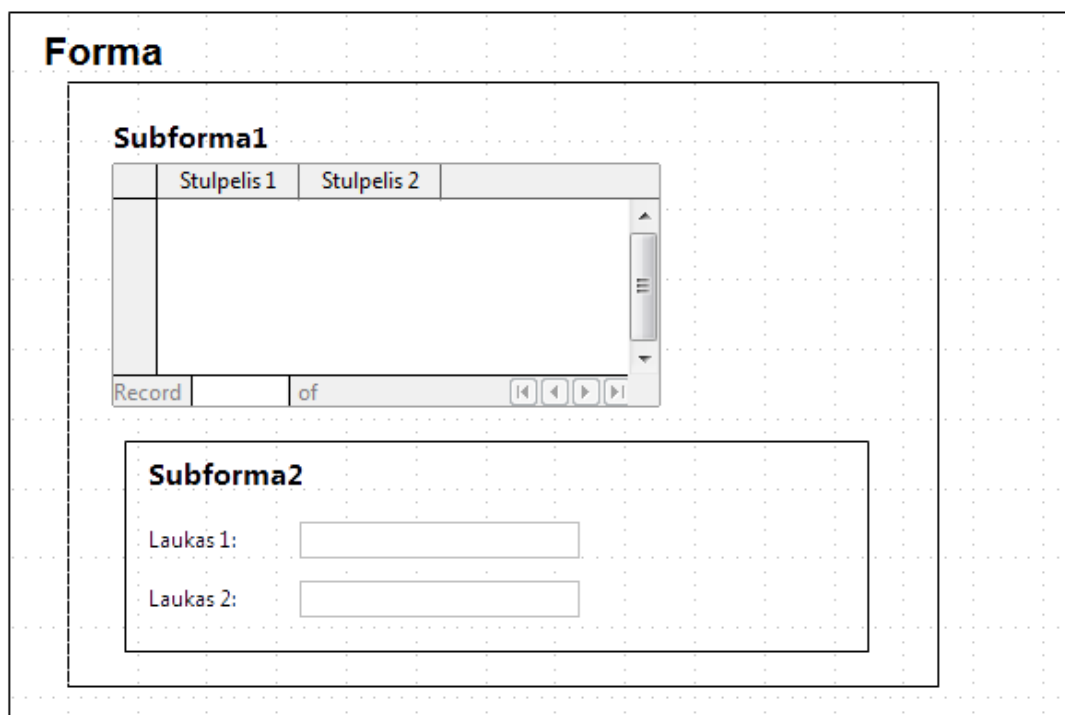 Forma
Subforma1
Stulpelis 1 Stulpelis 2
Record of
Subforma2
Laukas 1:
Laukas 2: